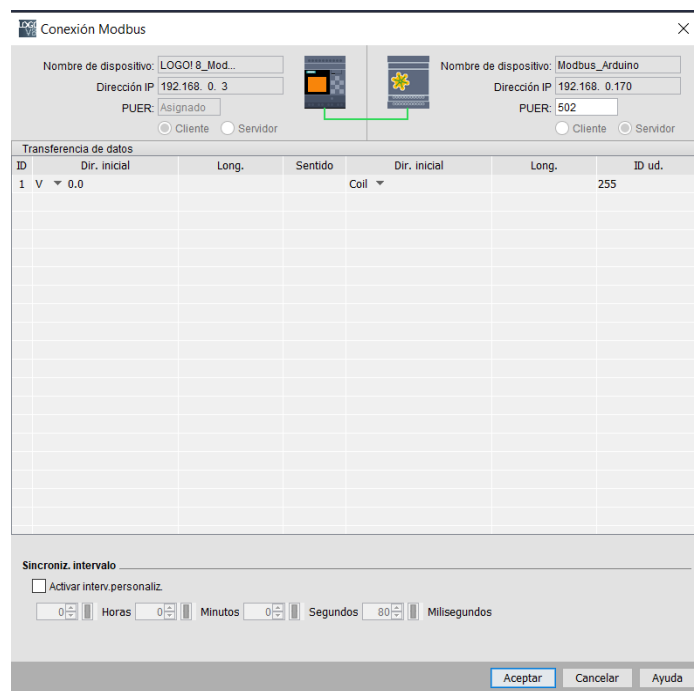 LOGO V8 Conexión Modbus
Nombre de dispositivo: LOGO! 8_Mod...
Dirección IP 192.168. 0. 3
PUER: Asignado
Cliente Servidor
Nombre de dispositivo: Modbus_Arduino
Dirección IP 192.168. 0.170
PUER: 502
Cliente Servidor
Transferencia de datos
ID Dir. inicial Long. Sentido Dir. inicial Long. ID ud.
1 V 0.0 Coil 255
Sincroniz. intervalo
Activar interv.personaliz.
0 Horas 0 Minutos 0 Segundos 80 Milisegundos
Aceptar Cancelar Ayuda